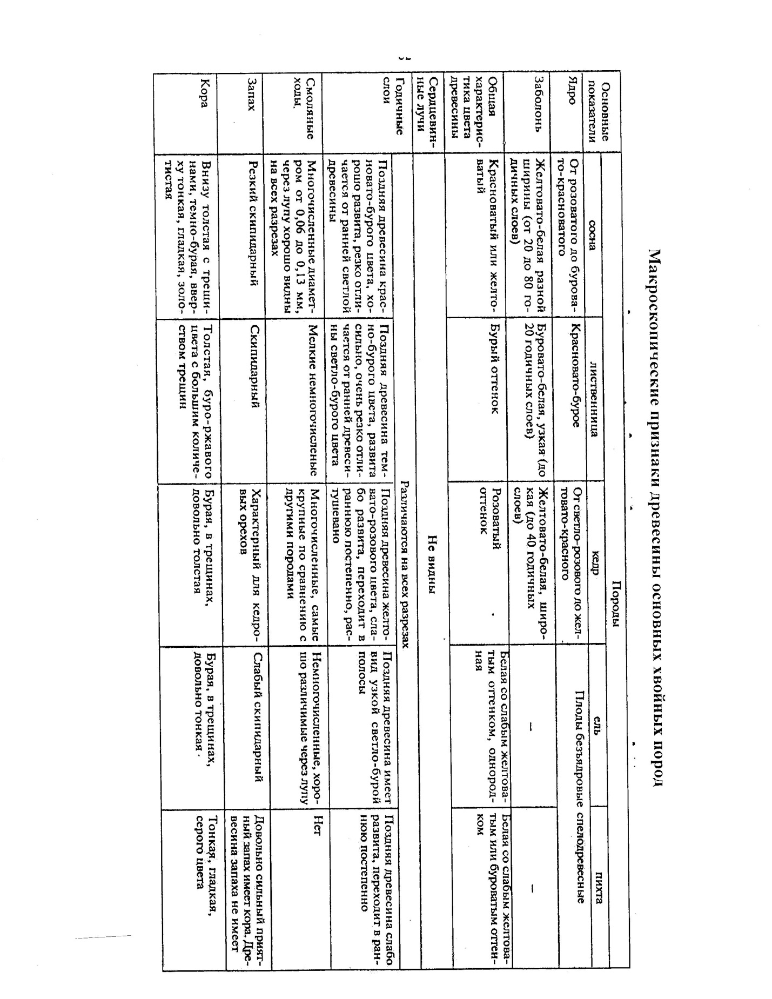 Макроскопические признаки древесины основных хвойных пород
Основные
показатели
Породы
сосна
лиственница
кедр
ель
пихта
Ядро
От розоватого до бурова-
то-красноватого
Красновато-бурое
От светло-розового до жел-
товато-красного
Плоды безъядровые спелодревесные
Заболонь
Желтовато-белая разной
ширины (от 20 до 80 го-
дичных слоев)
Буровато-белая, узкая (до
20 годичных слоев)
Желтовато-белая, широ-
кая (до 40 годичных
слоев)
—
—
Общая
характерис-
тика цвета
древесины
Красноватый или желто-
ватый
Бурый оттенок
Розоватый
оттенок
Белая со слабым желтова-
тым оттенком, однород-
ная
Белая со слабым желтова-
тым или буроватым оттен-
ком
Сердцевин-
ные лучи
Не видны
Годичные
слои
Различаются на всех разрезах
Поздняя древесина крас-
новато-бурого цвета, хо-
рошо развита, резко отли-
чается от ранней светлой
древесины
Поздняя древесина тем-
но-бурого цвета, развита
сильно, очень резко отли-
чается от ранней древеси-
ны светло-бурого цвета
Поздняя древесина желто-
вато-розового цвета, сла-
бо развита, переходит в
раннюю постепенно, рас-
тушевано
Поздняя древесина имеет
вид узкой светло-бурой
полосы
Поздняя древесина слабо
развита, переходит в ран-
нюю постепенно
Смоляные
ходы.
Многочисленные диамет-
ром от 0,06 до 0,13 мм,
через лупу хорошо видны
на всех разрезах
Мелкие немногочисленые
Многочисленные, самые
крупные по сравнению с
другими породами
Немногочисленные, хоро-
шо различимые через лупу
Нет
Запах
Резкий скипидарный
Скипидарный
Характерный для кедро-
вых орехов
Слабый скипидарный
Довольно сильный прият-
ный запах имеет кора. Дре-
весина запаха не имеет
Кора
Внизу толстая с трещи-
нами, темно-бурая, ввер-
ху тонкая, гладкая, золо-
тистая
Толстая, буро-ржавого
цвета с большим количе-
ством трещин
Бурая, в трещинах,
довольно толстая
Бурая, в трещинах,
довольно тонкая
Тонкая, гладкая,
серого цвета